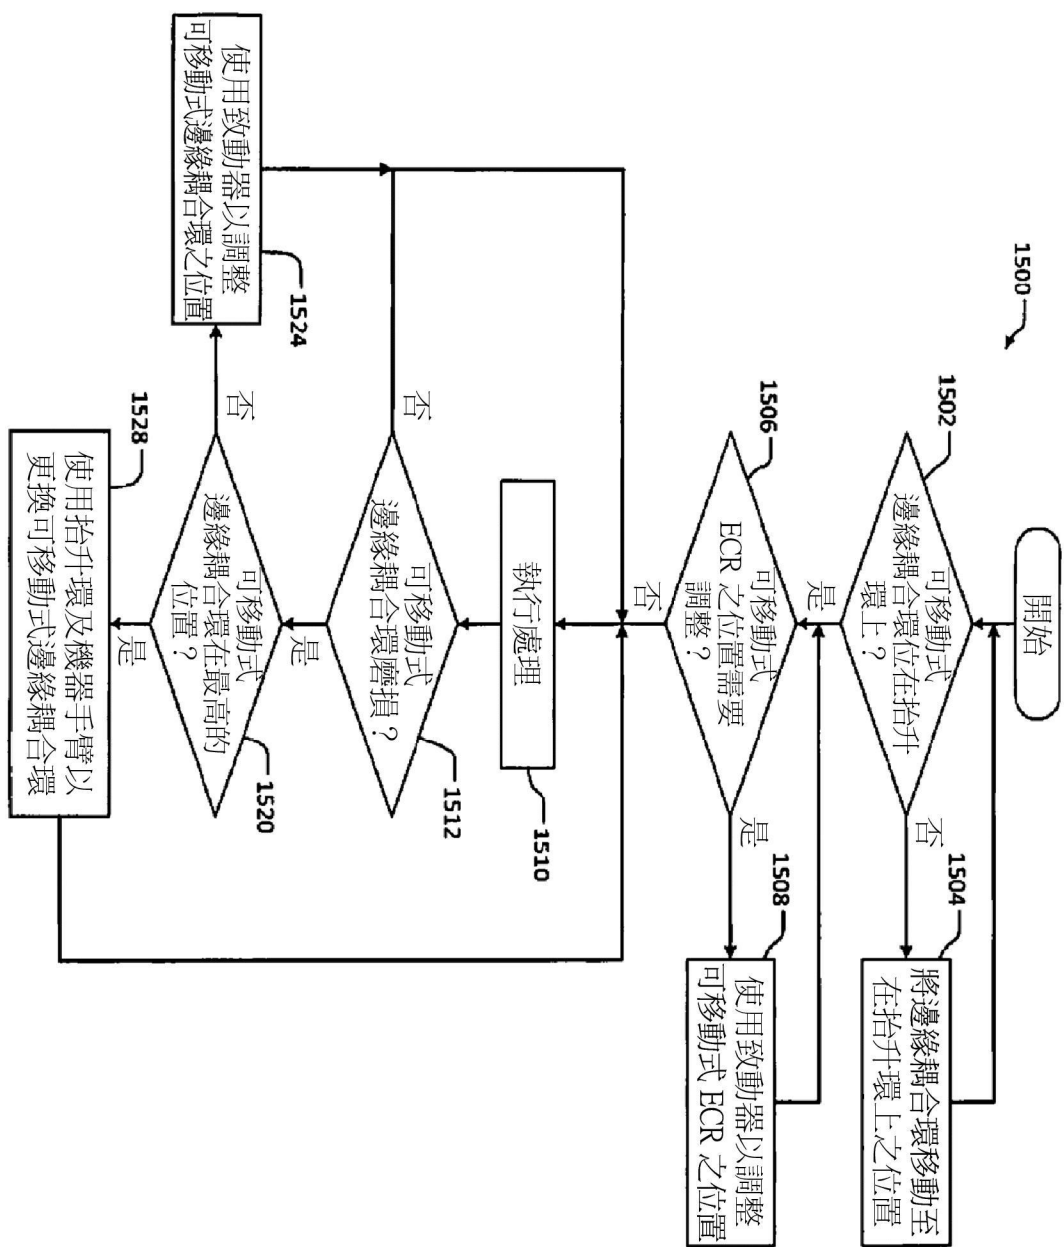 1500
開始
1502
可移動式
邊緣耦合環位在抬升
環上？
否
1504
將邊緣耦合環移動至
在抬升環上之位置
是
1506
可移動式
ECR 之位置需要
調整？
是
1508
使用致動器以調整
可移動式 ECR 之位置
否
執行處理
1510
可移動式
邊緣耦合環磨損？
1512
否
是
可移動式
邊緣耦合環在最高的
位置？
1520
否
使用致動器以調整
可移動式邊緣耦合環之位置
1524
是
1528
使用抬升環及機器手臂以
更換可移動式邊緣耦合環